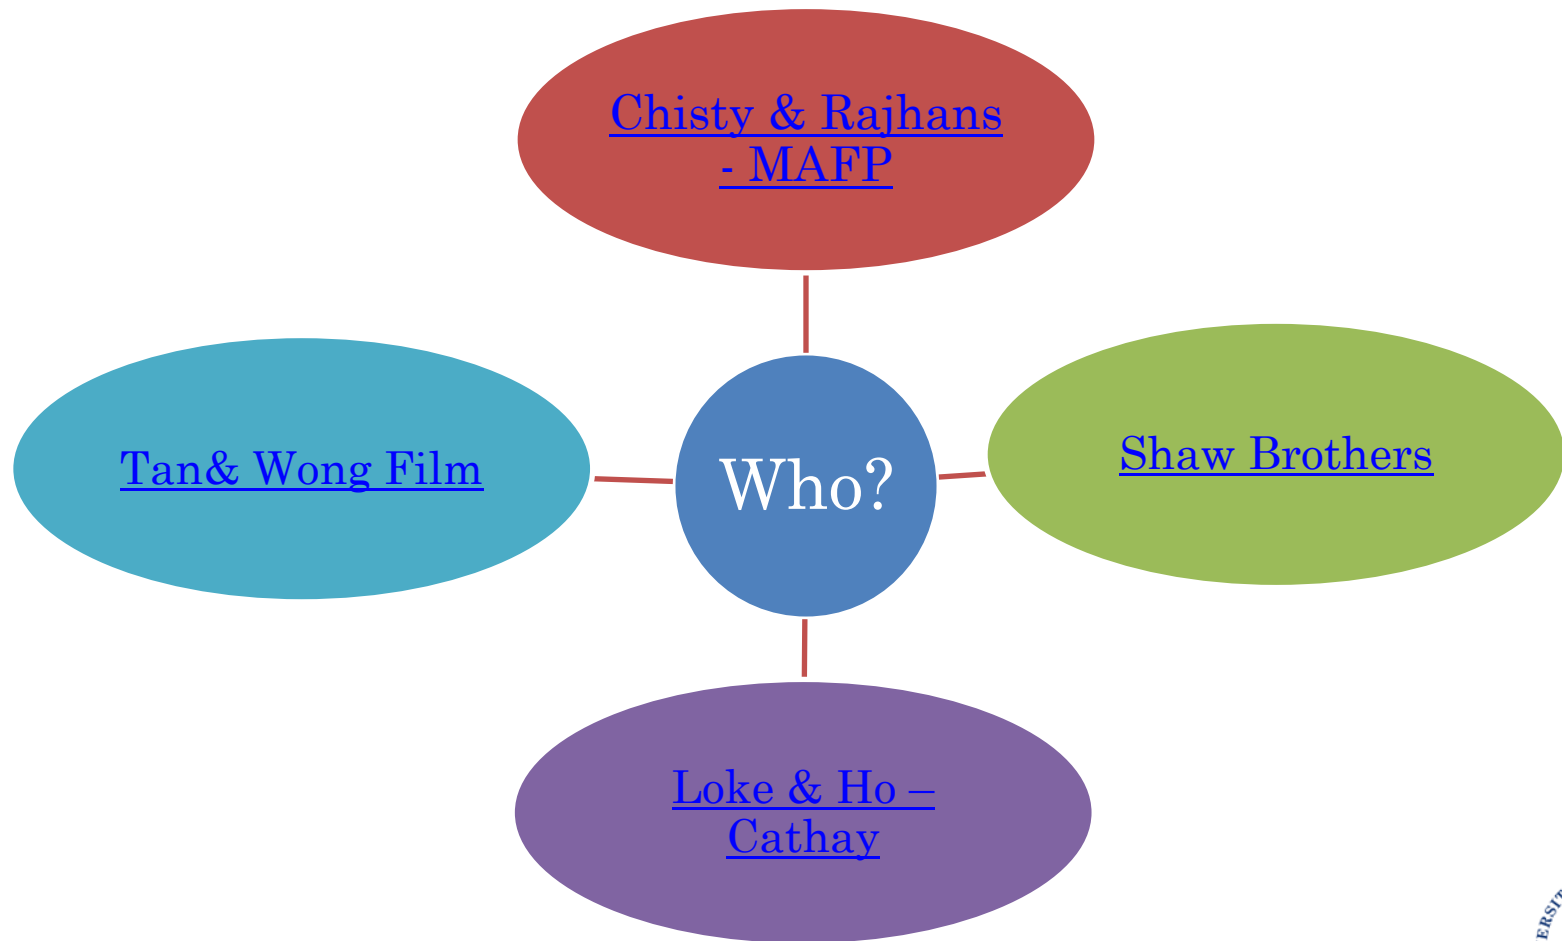 Chisty & Rajhans
- MAFP
Tan& Wong Film
Who?
Shaw Brothers
Loke & Ho –
Cathay